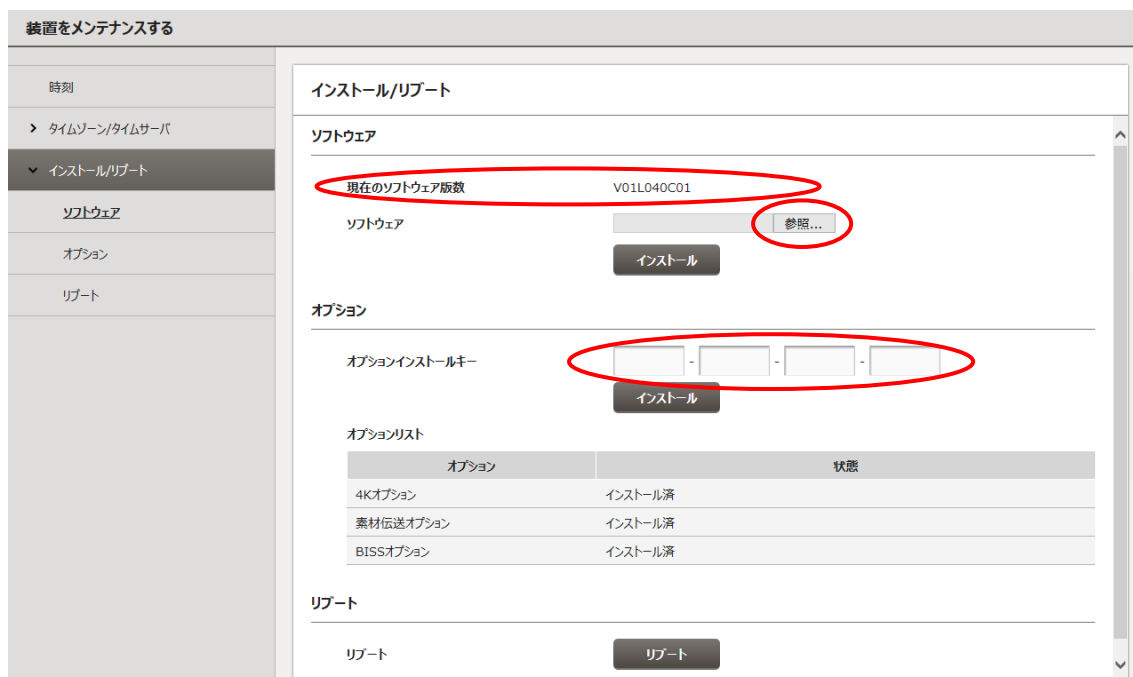 装置をメンテナンスする
時刻
タイムゾーン/タイムサーバ
インストール/リブート
ソフトウェア
オプション
リブート
インストール/リブート
ソフトウェア
現在のソフトウェア版数 V01L040C01
ソフトウェア 参照...
インストール
オプション
オプションインストールキー - - -
インストール
オプションリスト
オプション 状態
4Kオプション インストール済
素材伝送オプション インストール済
BISSオプション インストール済
リブート
リブート リブート